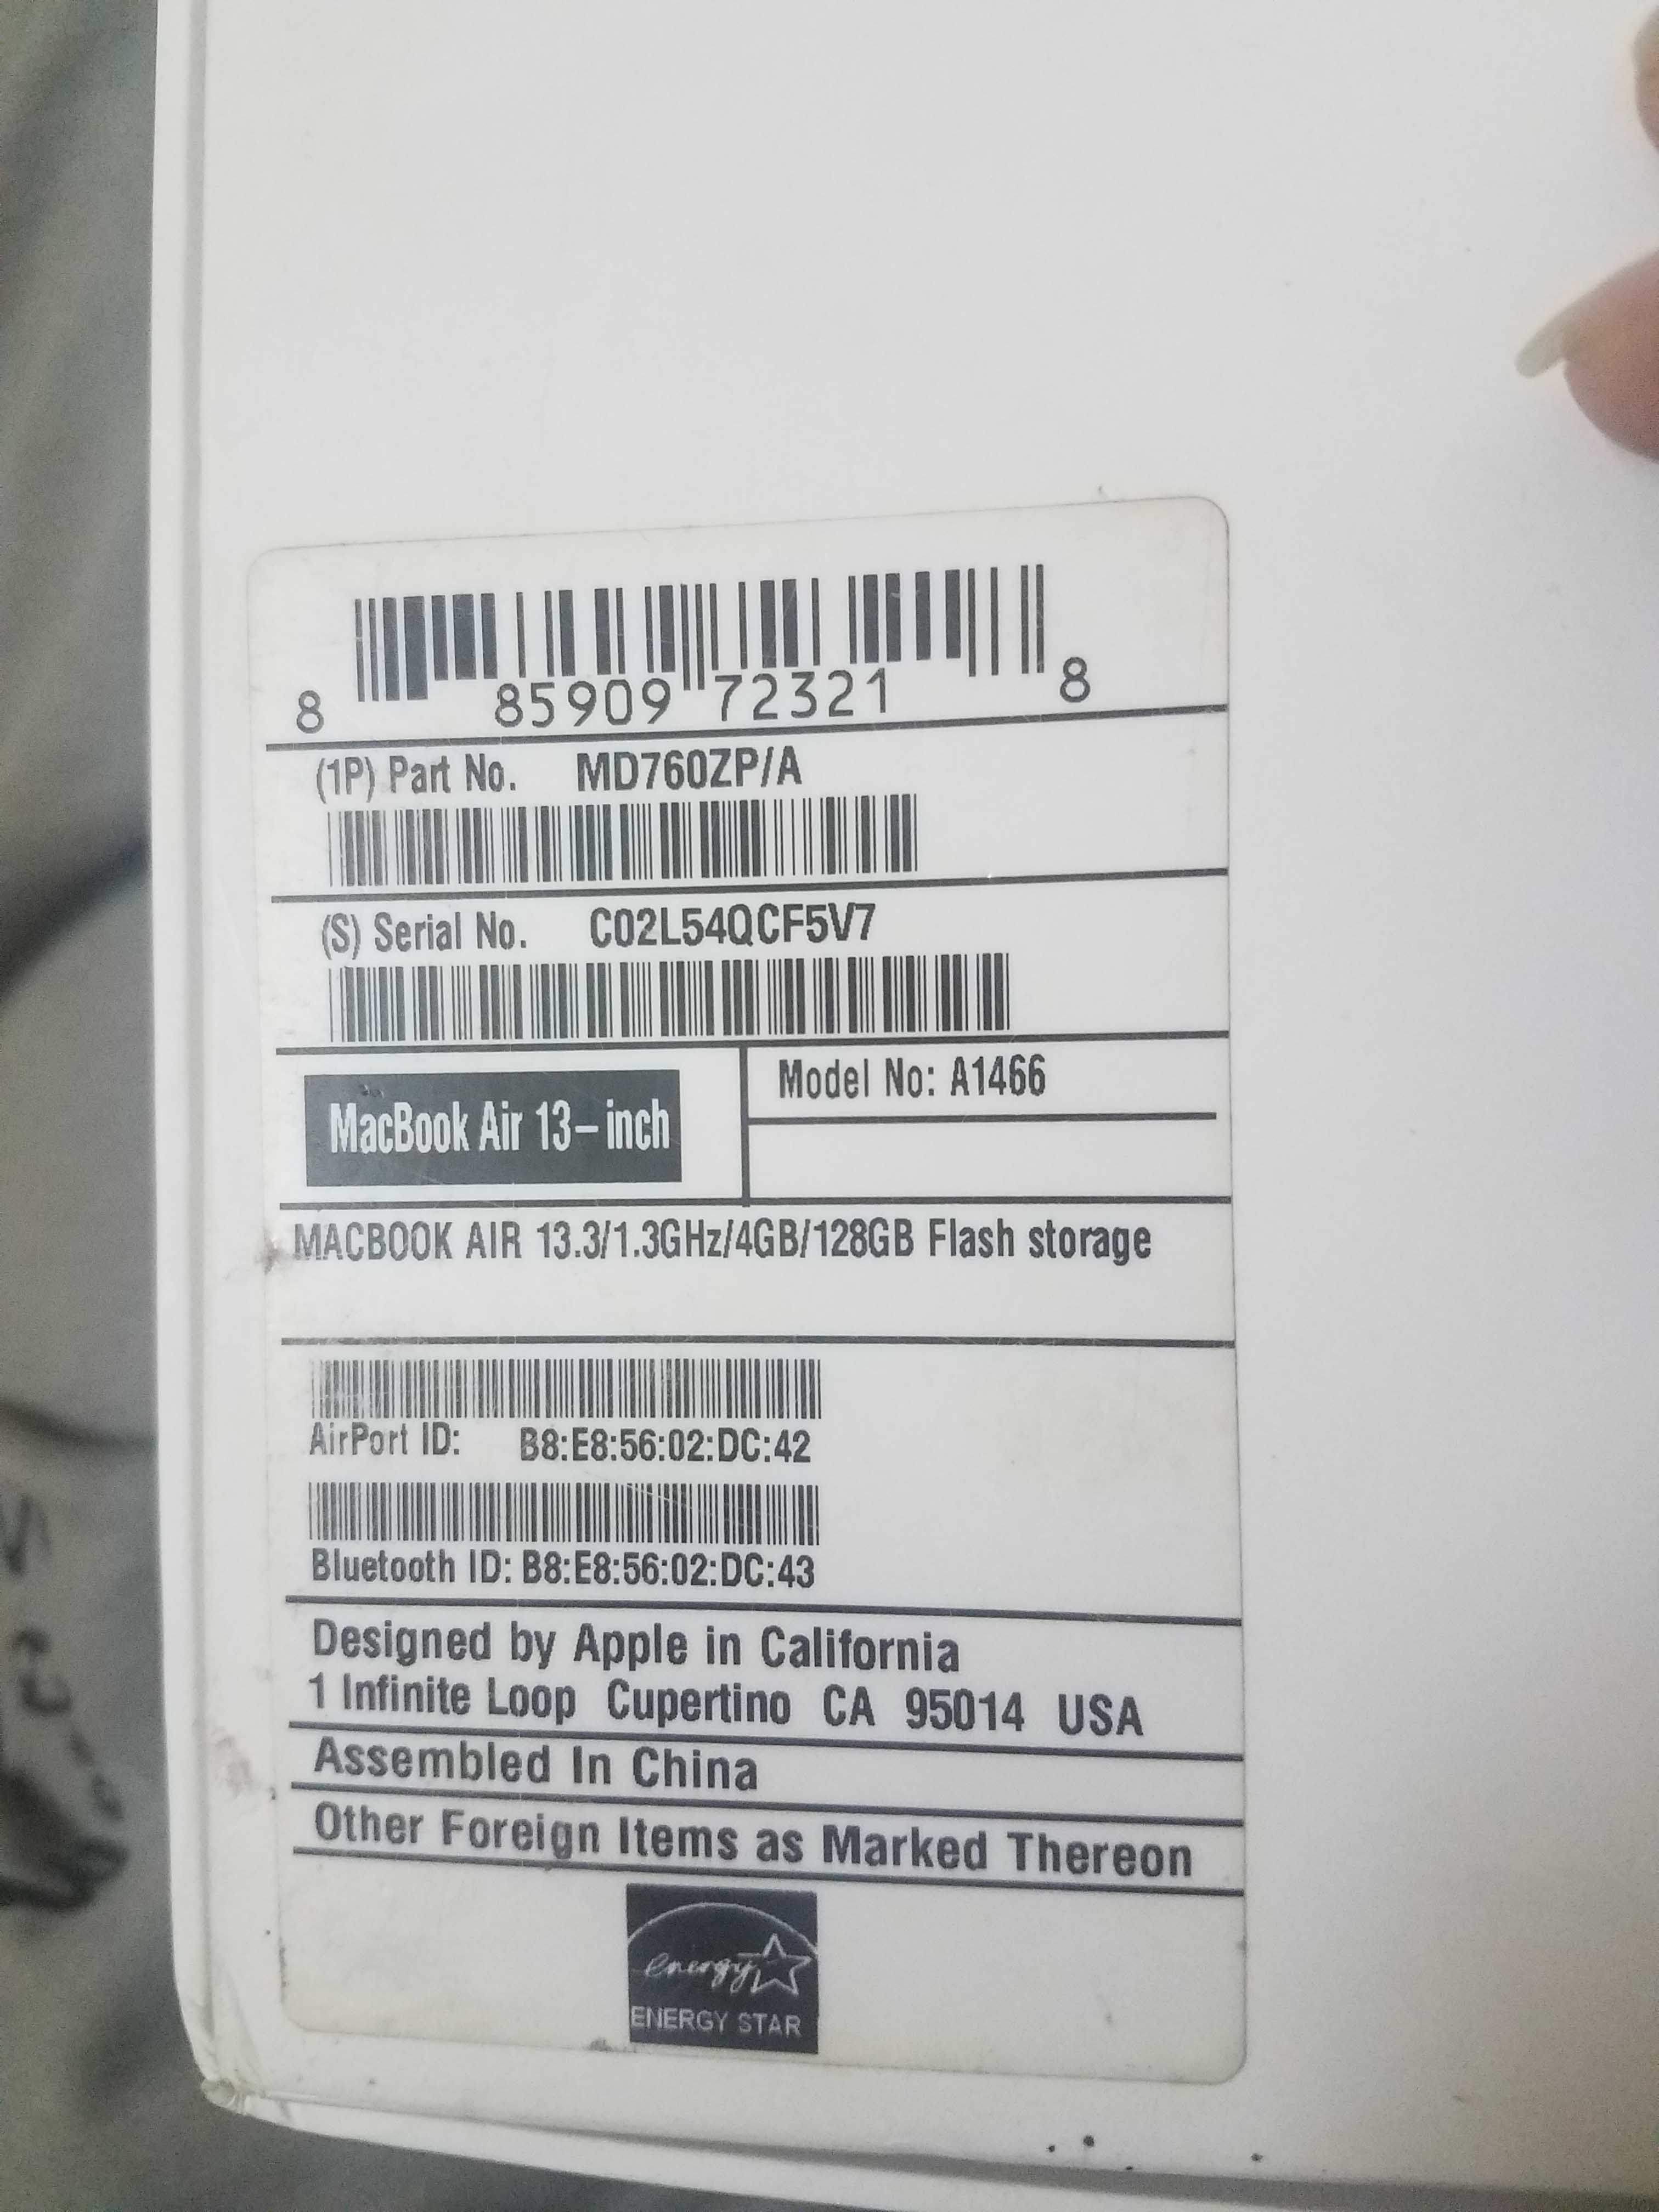 8 85909 72321 8
(1P) Part No. MD760ZP/A
(S) Serial No. C02L54QCF5V7
MacBook Air 13-inch
Model No: A1466
MACBOOK AIR 13.3/1.3GHz/4GB/128GB Flash storage
AirPort ID: B8:E8:56:02:DC:42
Bluetooth ID: B8:E8:56:02:DC:43
Designed by Apple in California
1 Infinite Loop Cupertino CA 95014 USA
Assembled In China
Other Foreign Items as Marked Thereon
energy
ENERGY STAR